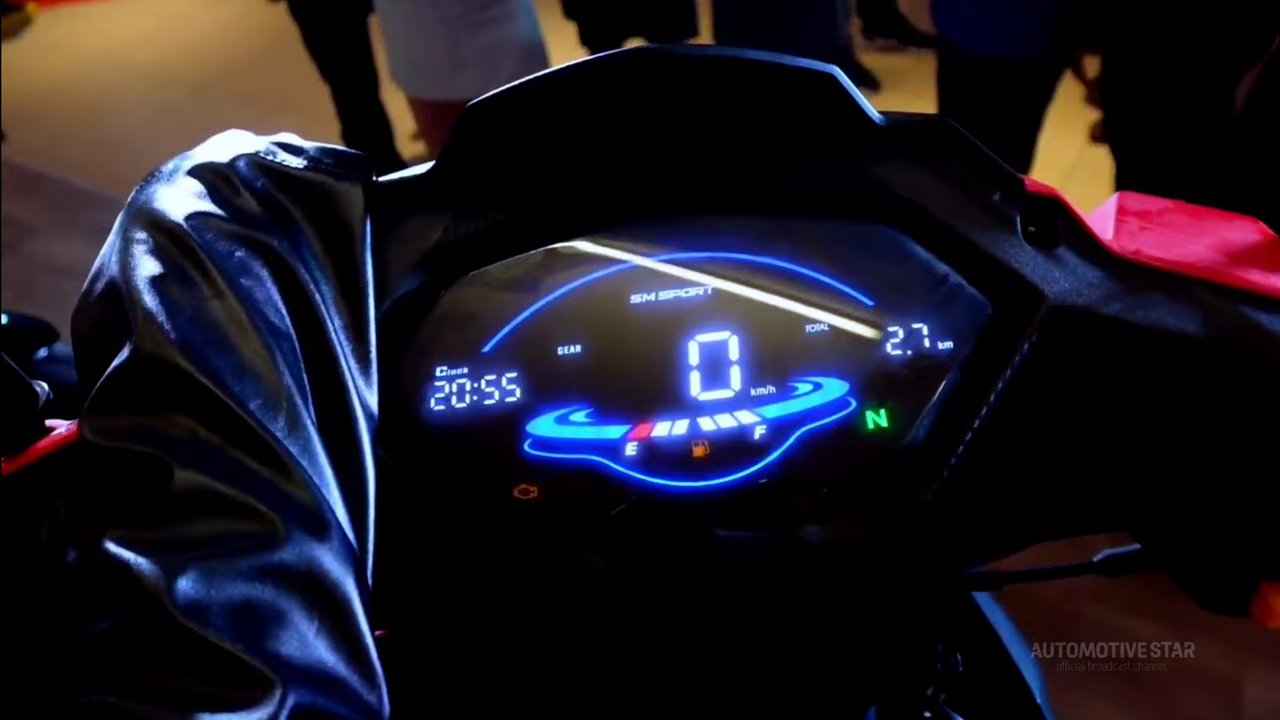 SM SPORT
TOTAL
2.7 km
GEAR
0
km/h
Clock
20:55
N
E
F
AUTOMOTIVE STAR
official broadcast channel